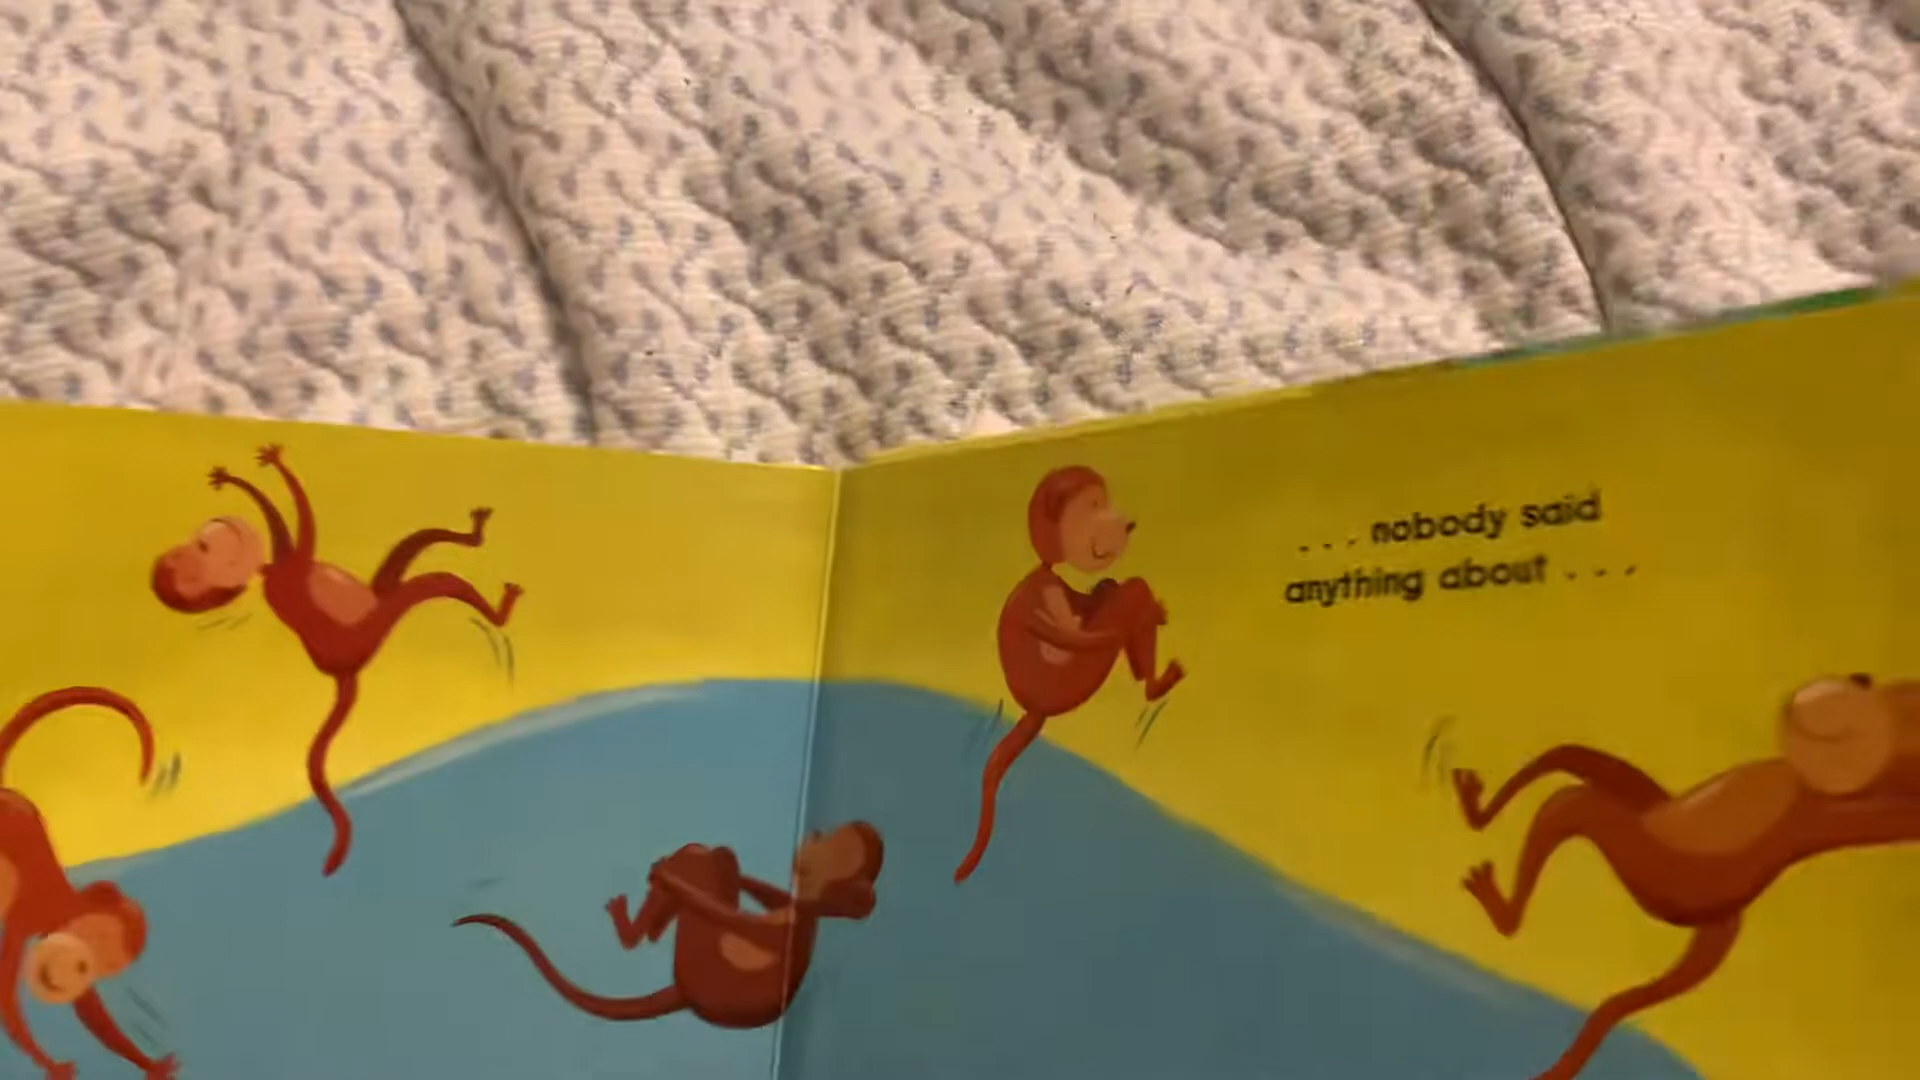 . . . nobody said
anything about . . .